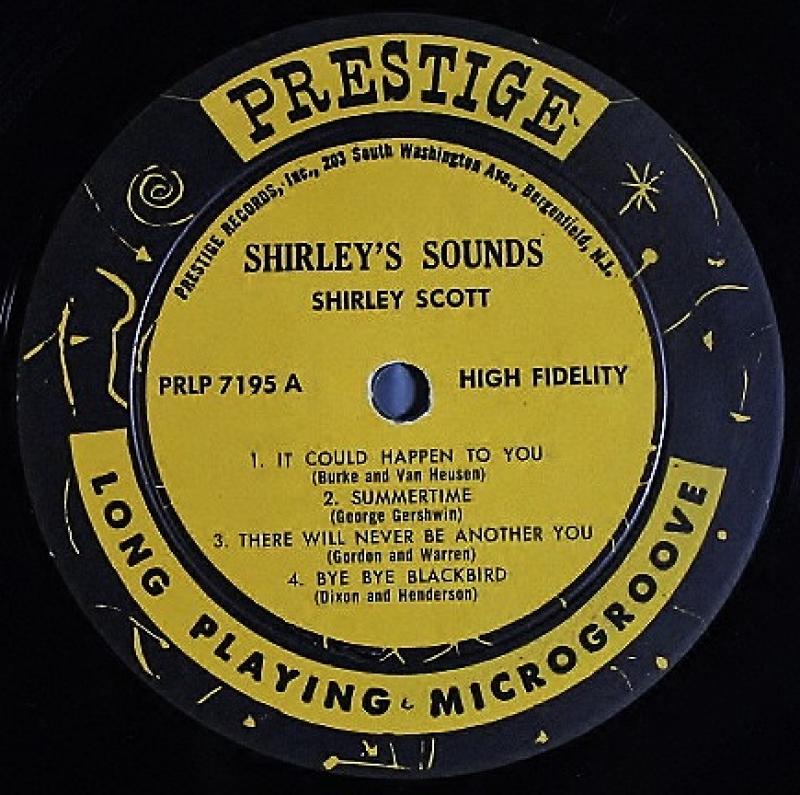 PRESTIGE
PRESTIGE RECORDS, Inc., 203 South Washington Ave., Bergenfield, N.J.
SHIRLEY'S SOUNDS
SHIRLEY SCOTT
PRLP 7195 A
HIGH FIDELITY
1. IT COULD HAPPEN TO YOU
(Burke and Van Heusen)
2. SUMMERTIME
(George Gershwin)
3. THERE WILL NEVER BE ANOTHER YOU
(Gordon and Warren)
4. BYE BYE BLACKBIRD
(Dixon and Henderson)
LONG PLAYING MICROGROOVE